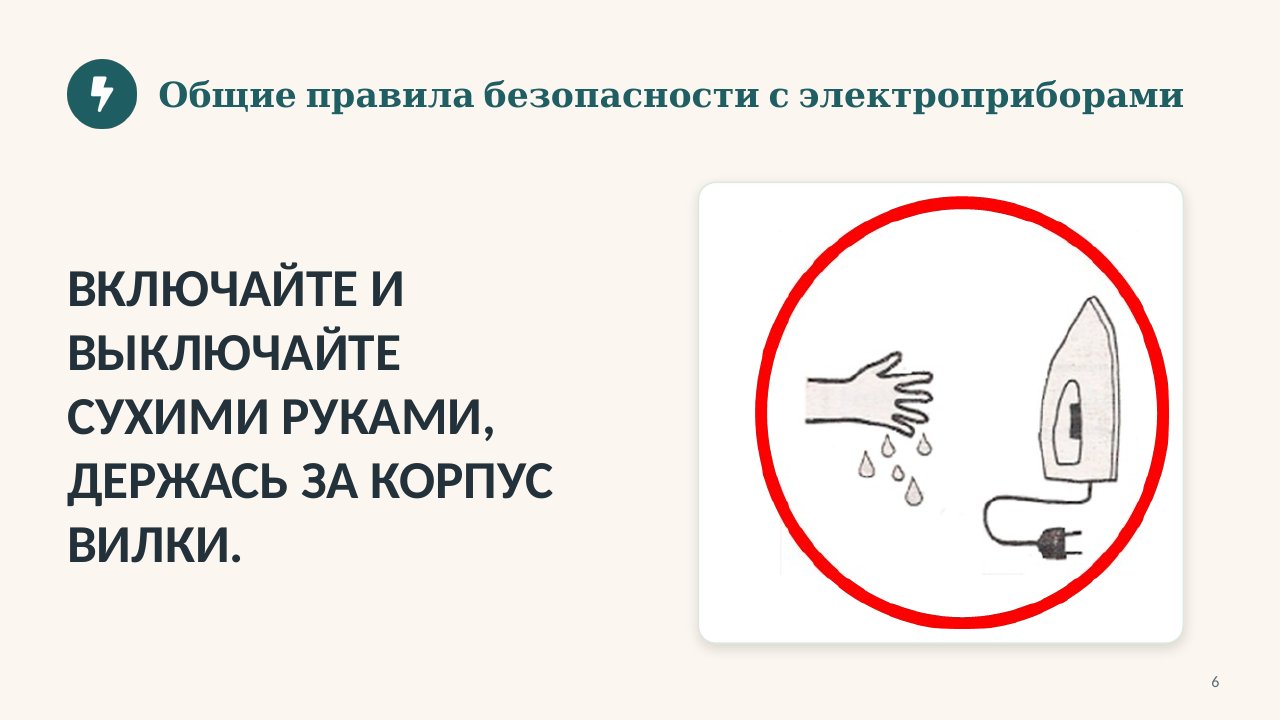 Общие правила безопасности с электроприборами
ВКЛЮЧАЙТЕ И
ВЫКЛЮЧАЙТЕ
СУХИМИ РУКАМИ,
ДЕРЖАСЬ ЗА КОРПУС
ВИЛКИ.
6